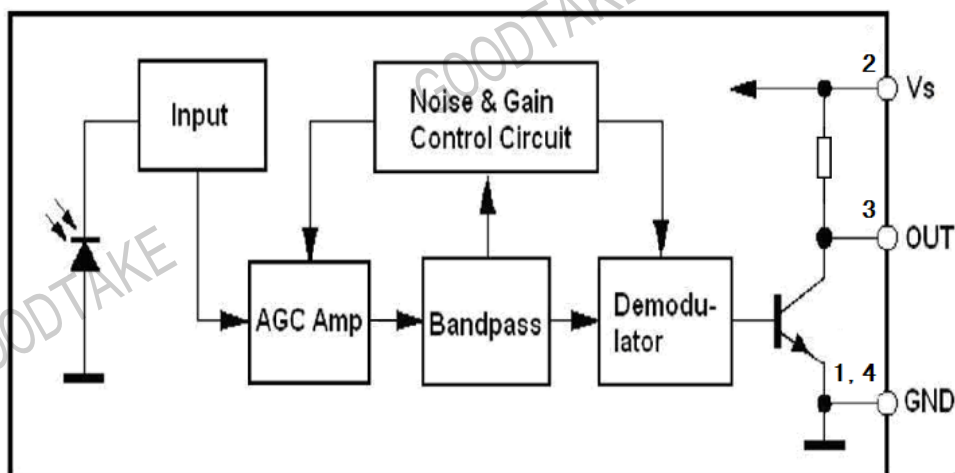 GOODTAKE
2
Vs
Input
Noise & Gain
Control Circuit
3
OUT
GOODTAKE
AGC Amp
Bandpass
Demodu-
lator
1, 4
GND